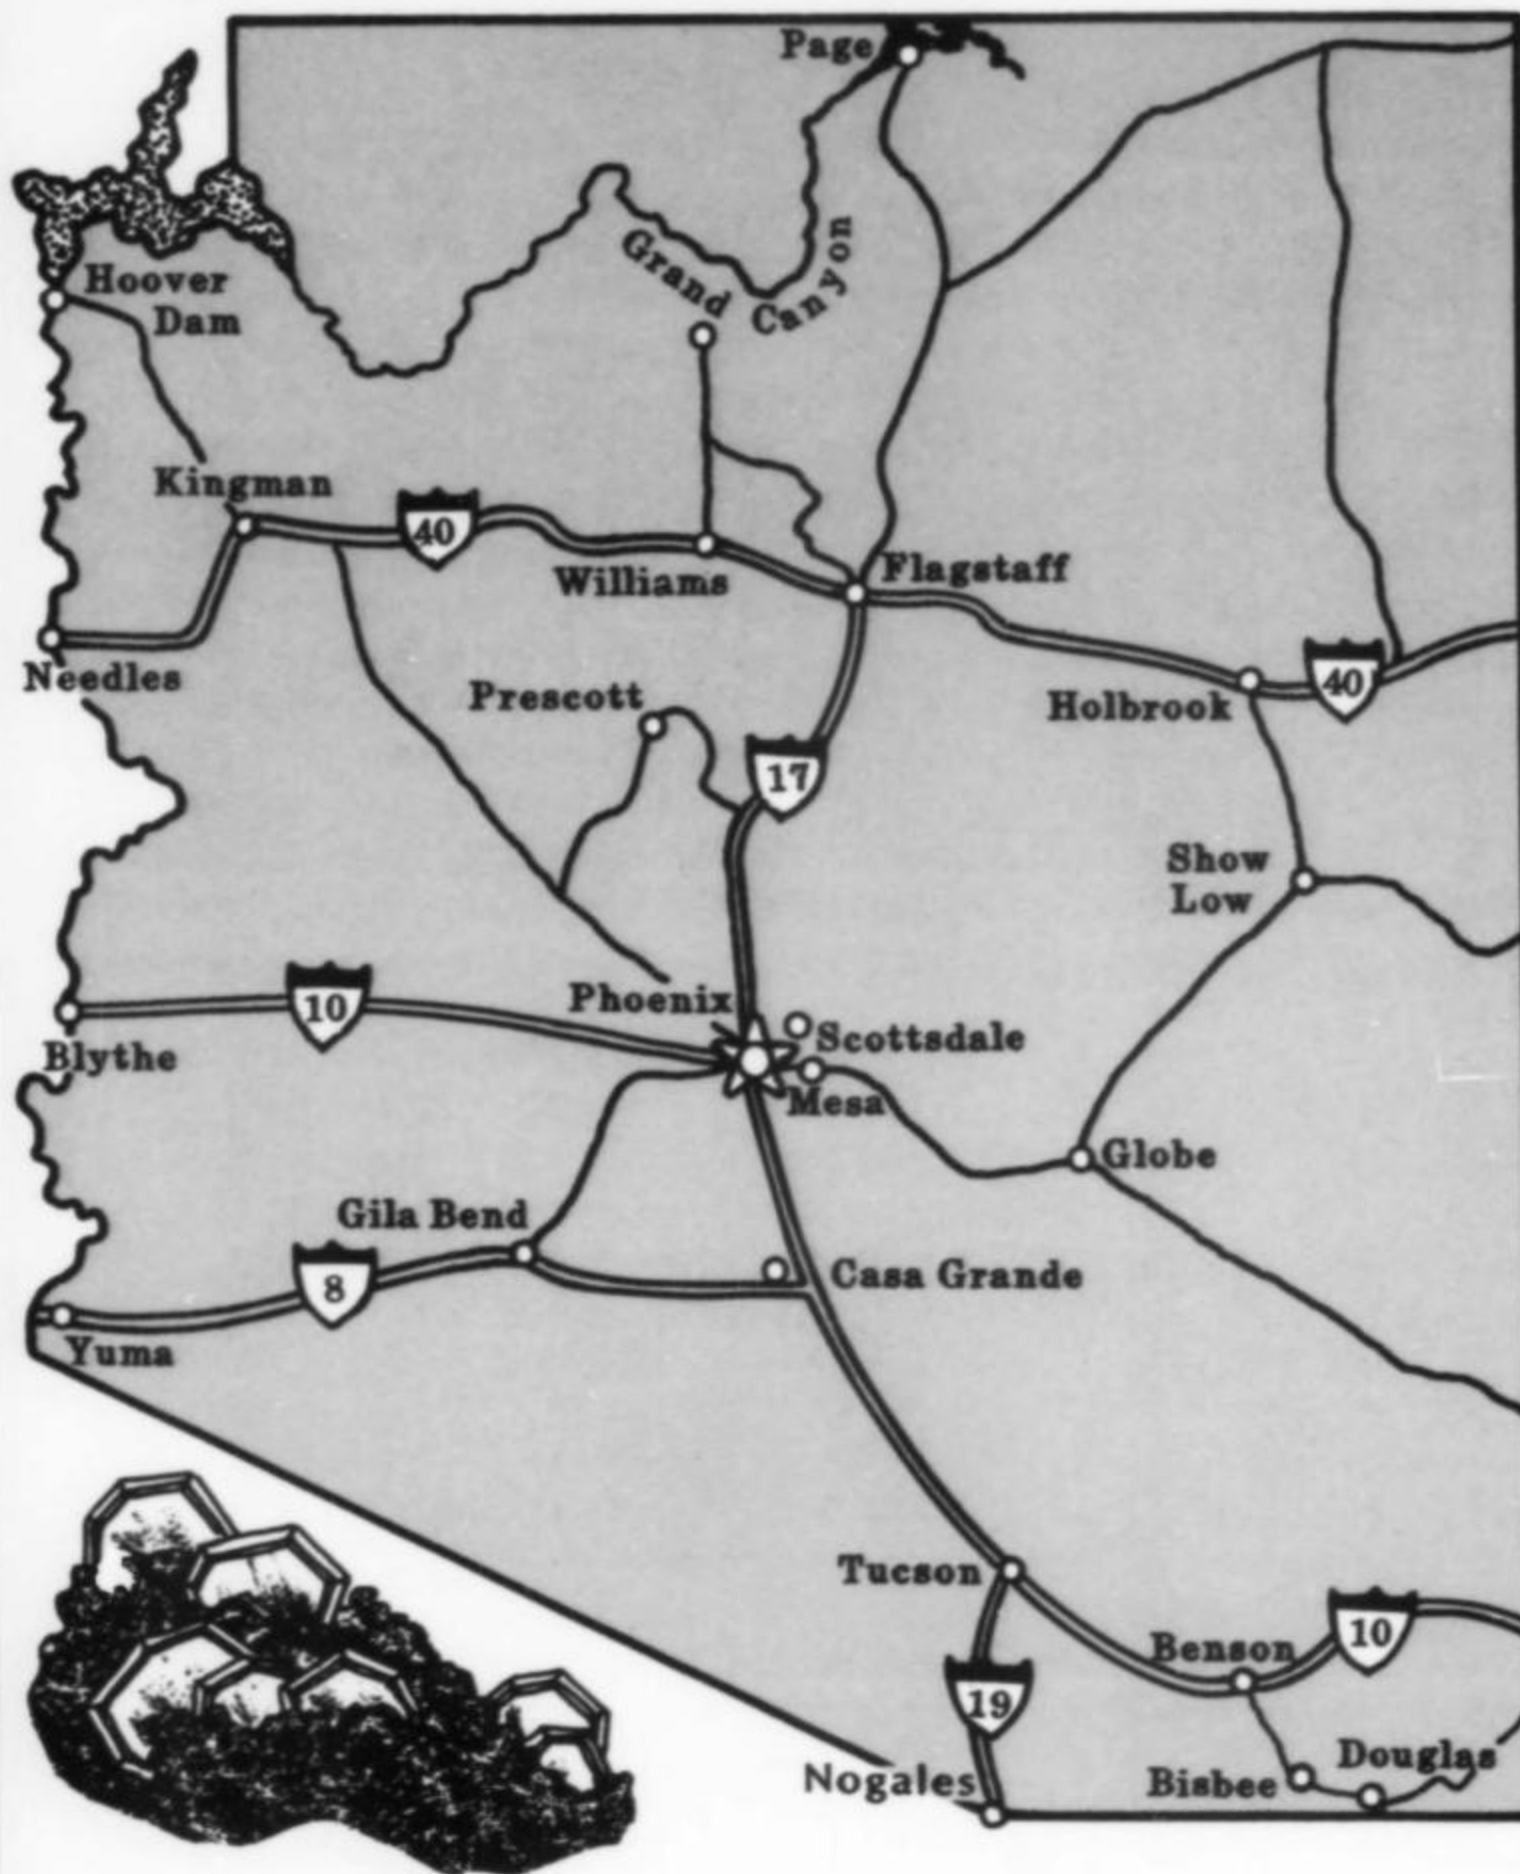 Page
Grand
Canyon
Hoover
Dam
Kingman
40
Williams
Flagstaff
Needles
Prescott
Holbrook
40
17
Show
Low
10
Phoenix
Scottsdale
Blythe
Mesa
Globe
Gila Bend
8
Casa Grande
Yuma
Tucson
Benson
10
19
Nogales
Bisbee
Douglas